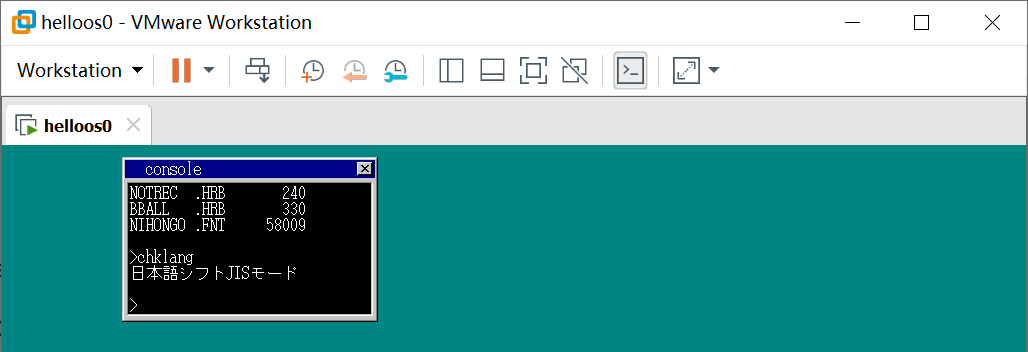 helloos0 - VMware Workstation
Workstation
helloos0
console
NOTREC .HRB 240
BBALL .HRB 330
NIHONGO .FNT 58009
>chklang
日本語シフトJISモード
>